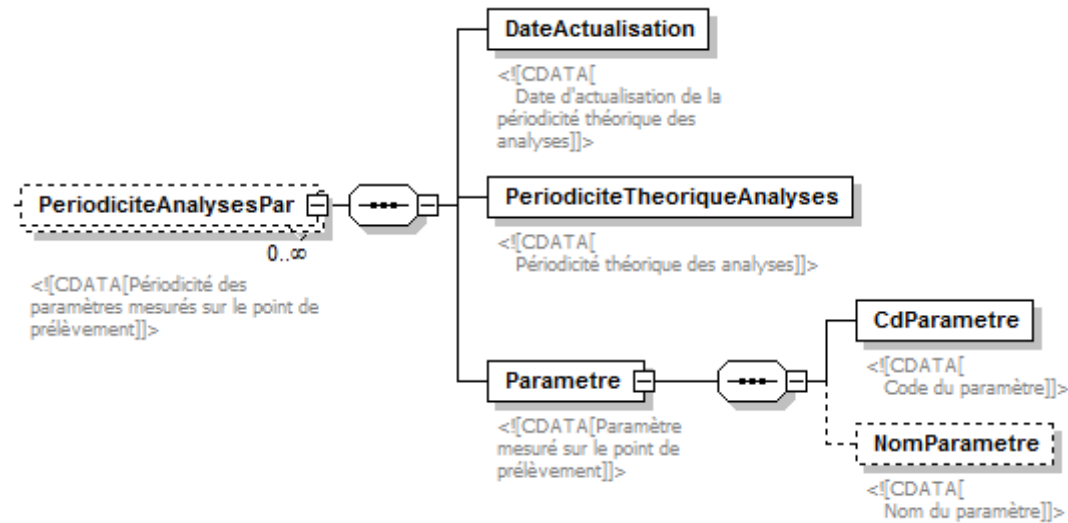 DateActualisation
<![CDATA[
Date d'actualisation de la
périodicité théorique des
analyses]]>
PeriodiciteAnalysesPar
0..∞
<![CDATA[Périodicité des
paramètres mesurés sur le point de
prélèvement]]>
PeriodiciteTheoriqueAnalyses
<![CDATA[
Périodicité théorique des analyses]]>
Parametre
<![CDATA[Paramètre
mesuré sur le point de
prélèvement]]>
CdParametre
<![CDATA[
Code du paramètre]]>
NomParametre
<![CDATA[
Nom du paramètre]]>